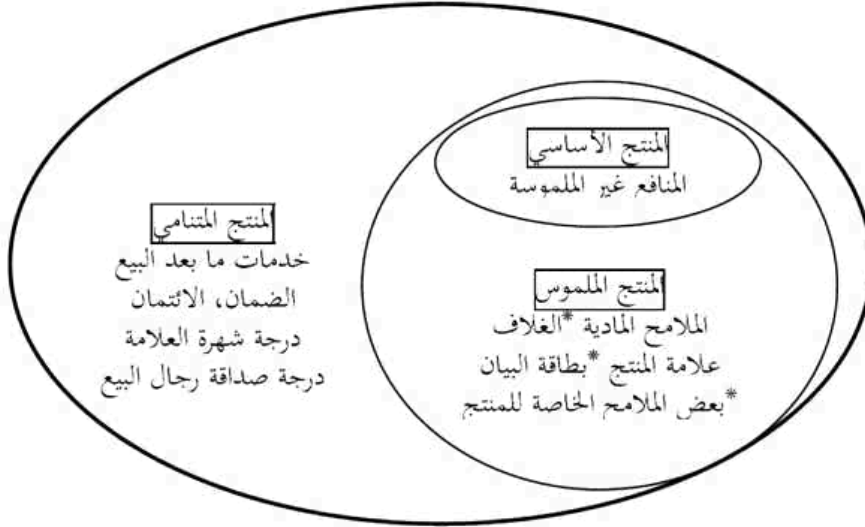 المنتج الأساسي
المنافع غير الملموسة
المنتج المتنامي
خدمات ما بعد البيع
الضمان، الائتمان
درجة شهرة العلامة
درجة صداقة رجال البيع
المنتج الملموس
الملامح المادية *الغلاف
علامة المنتج *بطاقة البيان
*بعض الملامح الخاصة للمنتج